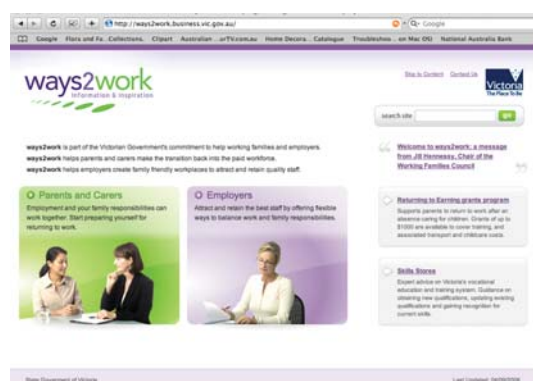 http://ways2work.business.vic.gov.au/
Google
Google Flora and Fa...Collections. Clipart Australian ...urTV.com.au Home Decora... Catalogue Troubleshoo... on Mac OSJ National Australia Bank
ways2work
Information & Inspiration
Skip to Content Contact Us
Victoria
The Place To Be
search site go
ways2work is part of the Victorian Government's commitment to help working families and employers.
ways2work helps parents and carers make the transition back into the paid workforce.
ways2work helps employers create family friendly workplaces to attract and retain quality staff.
Parents and Carers
Employment and your family responsibilities can
work together. Start preparing yourself for
returning to work.
Employers
Attract and retain the best staff by offering flexible
ways to balance work and family responsibilities.
Welcome to ways2work: a message
from Jill Hennessy, Chair of the
Working Families Council
Returning to Earning grants program
Supports parents to return to work after an
absence caring for children. Grants of up to
$1000 are available to cover training, and
associated transport and childcare costs.
Skills Stores
Expert advice on Victoria's vocational
education and training system. Guidance on
obtaining new qualifications, updating existing
qualifications and gaining recognition for
current skills.
State Government of Victoria
Last Updated: